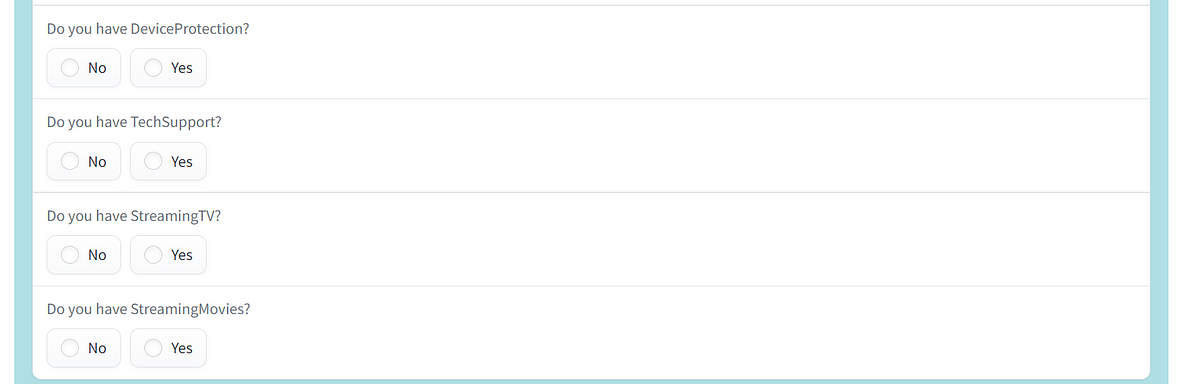 Do you have DeviceProtection?
No Yes
Do you have TechSupport?
No Yes
Do you have StreamingTV?
No Yes
Do you have StreamingMovies?
No Yes